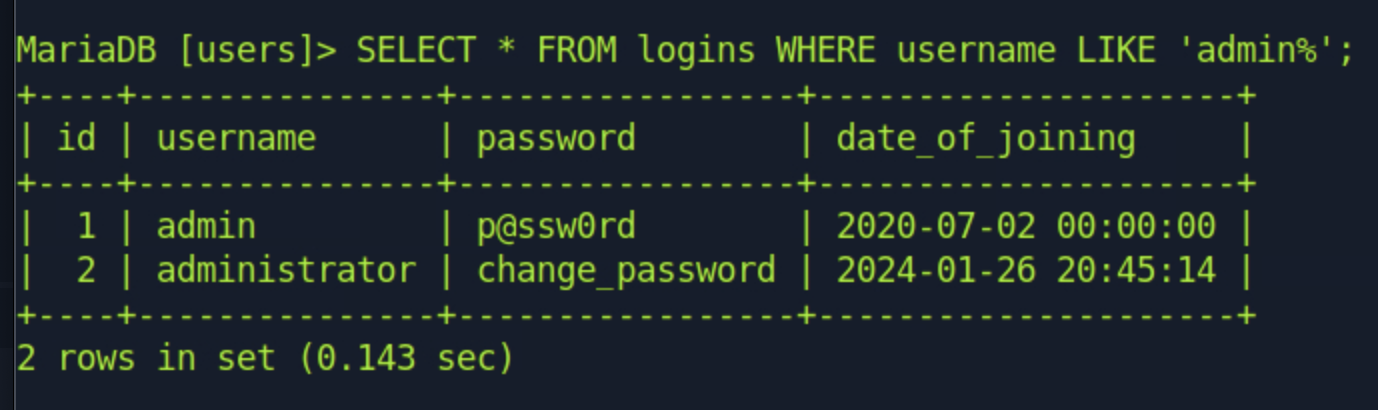 MariaDB [users]> SELECT * FROM logins WHERE username LIKE 'admin%';
+----+---------------+-----------------+---------------------+
| id | username      | password        | date_of_joining     |
+----+---------------+-----------------+---------------------+
|  1 | admin         | p@ssw0rd        | 2020-07-02 00:00:00 |
|  2 | administrator | change_password | 2024-01-26 20:45:14 |
+----+---------------+-----------------+---------------------+
2 rows in set (0.143 sec)